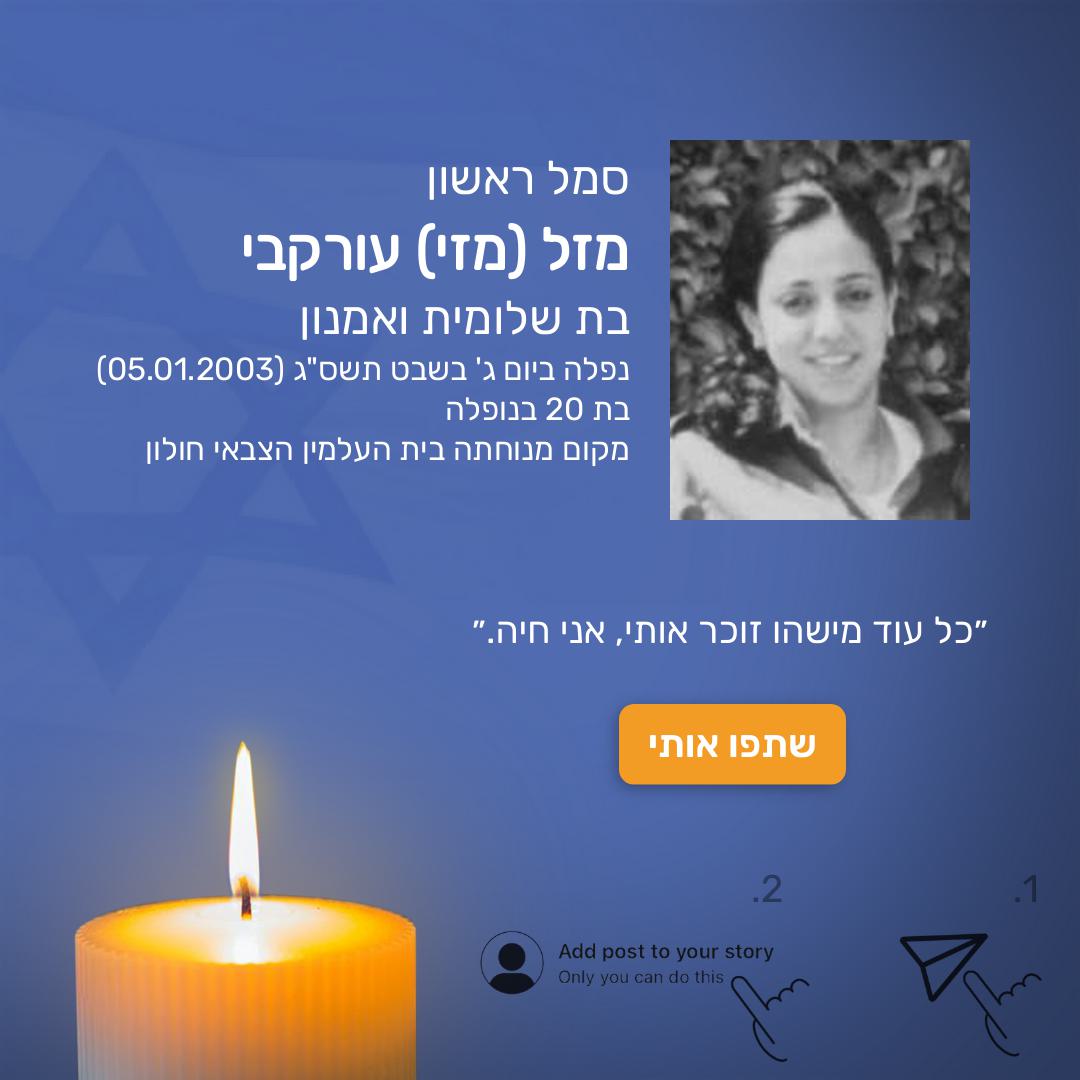 סמל ראשון
מזל (מזי) עורקבי
בת שלומית ואמנון
נפלה ביום ג' בשבט תשס"ג (05.01.2003)
בת 20 בנופלה
מקום מנוחתה בית העלמין הצבאי חולון
״כל עוד מישהו זוכר אותי, אני חיה.״
שתפו אותי
.1
.2
Add post to your story
Only you can do this